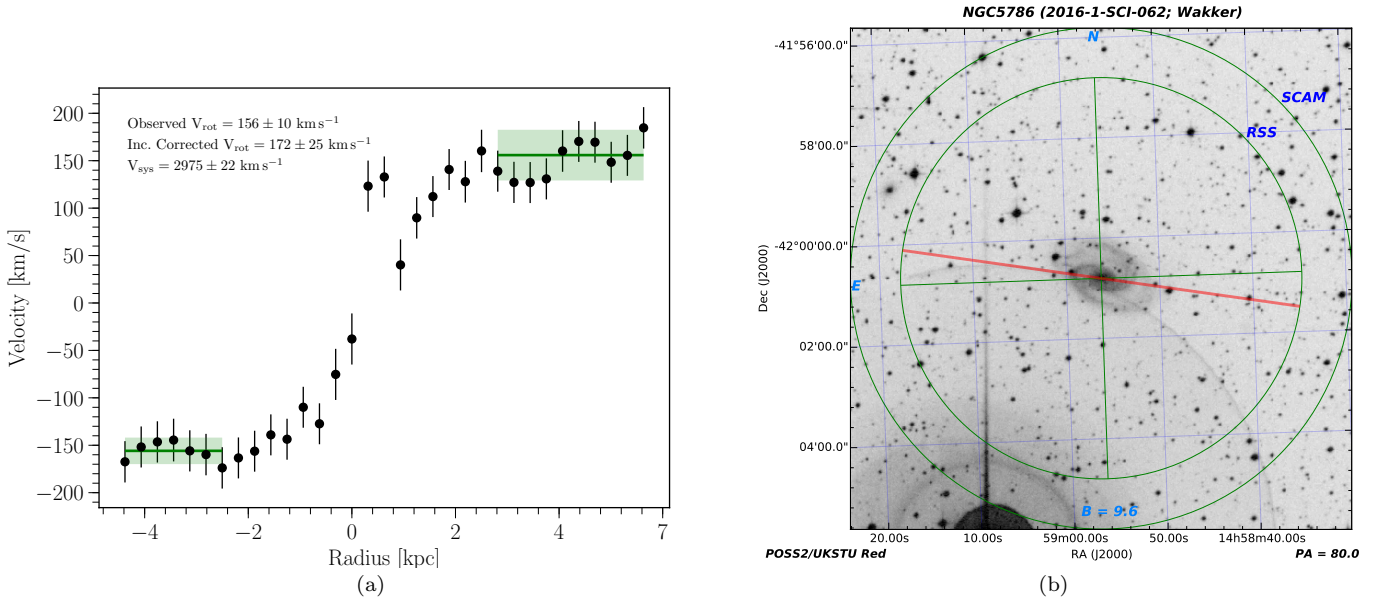 NGC5786 (2016-1-SCI-062; Wakker)
Observed V_rot = 156 ± 10 km s⁻¹
Inc. Corrected V_rot = 172 ± 25 km s⁻¹
V_sys = 2975 ± 22 km s⁻¹
200
150
100
50
0
−50
−100
−150
−200
Velocity [km/s]
−4
−2
0
2
4
7
Radius [kpc]
(a)
N
SCAM
RSS
E
B = 9.6
-41°56'00.0"
58'00.0"
-42°00'00.0"
02'00.0"
04'00.0"
Dec (J2000)
20.00s
10.00s
59m00.00s
50.00s
14h58m40.00s
POSS2/UKSTU Red
RA (J2000)
PA = 80.0
(b)